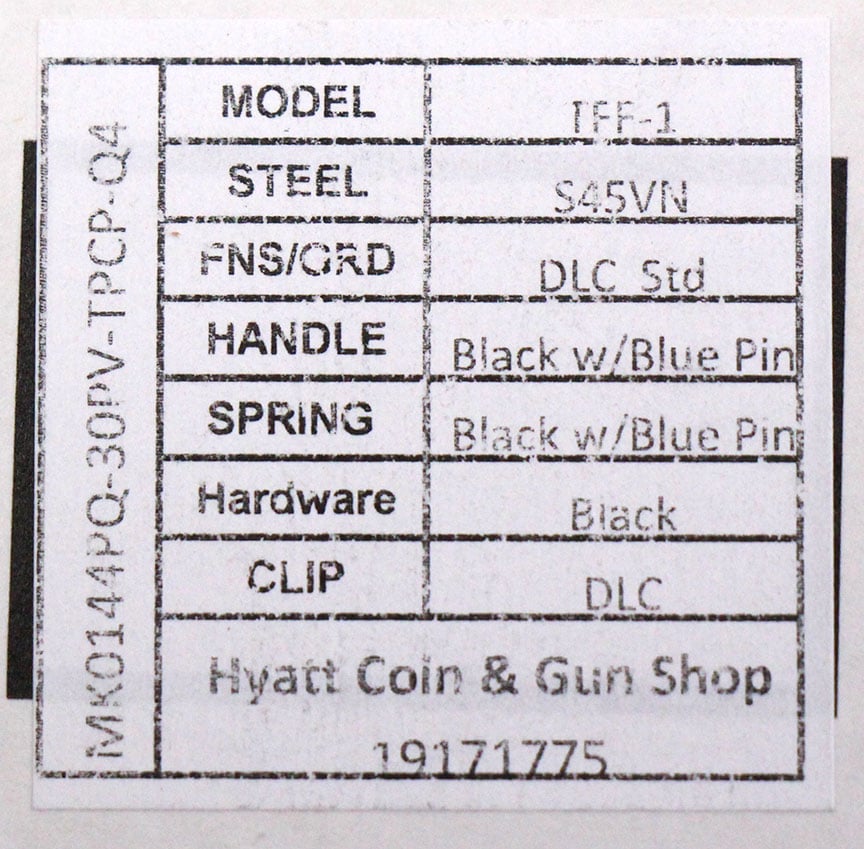 MK0144PQ-30PV-TPCP-Q4
MODEL TFF-1
STEEL S45VN
FNS/GRD DLC Std
HANDLE Black w/Blue Pin
SPRING Black w/Blue Pin
Hardware Black
CLIP DLC
Hyatt Coin & Gun Shop
19171775